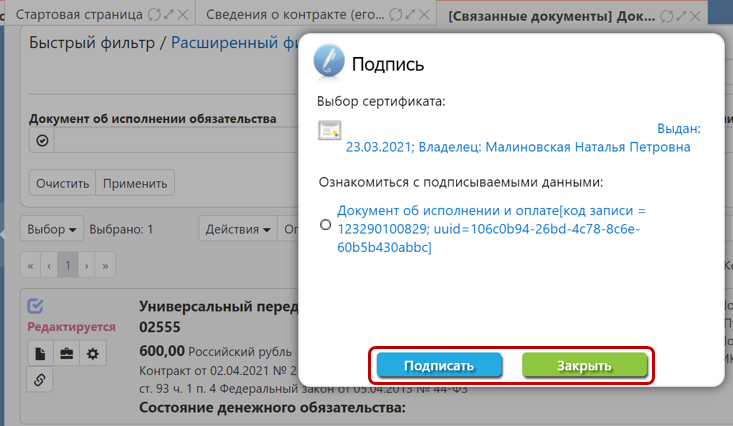 Стартовая страница
Сведения о контракте (его...
[Связанные документы] Док...
Быстрый фильтр / Расширенный фи
Подпись
Выбор сертификата:
Выдан:
23.03.2021; Владелец: Малиновская Наталья Петровна
Документ об исполнении обязательства
Ознакомиться с подписываемыми данными:
Очистить
Применить
Документ об исполнении и оплате[код записи =
123290100829; uuid=106c0b94-26bd-4c78-8c6e-
60b5b430abbc]
Выбор
Выбрано: 1
Действия
« ‹ 1 › »
Универсальный перед
02555
Редактируется
600,00 Российский рубль
Контракт от 02.04.2021 № 2
ст. 93 ч. 1 п. 4 Федеральный закон от 05.04.2013 № 44-ФЗ
Состояние денежного обязательства:
Подписать
Закрыть